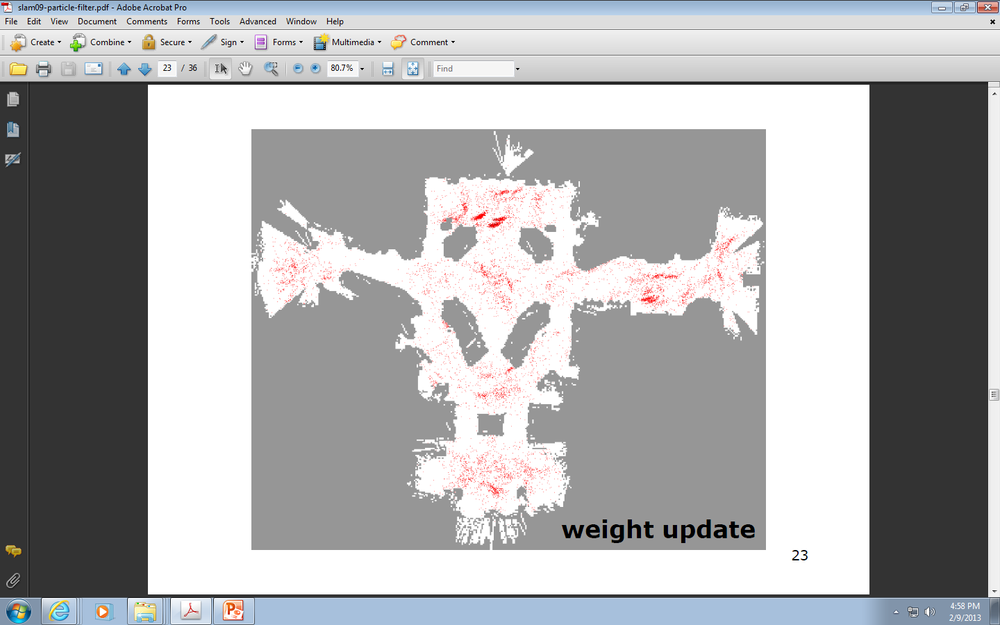 slam09-particle-filter.pdf - Adobe Acrobat Pro
File Edit View Document Comments Forms Tools Advanced Window Help
Create Combine Secure Sign Forms Multimedia Comment
23 / 36 80.7% Find
weight update
23
4:58 PM
2/9/2013